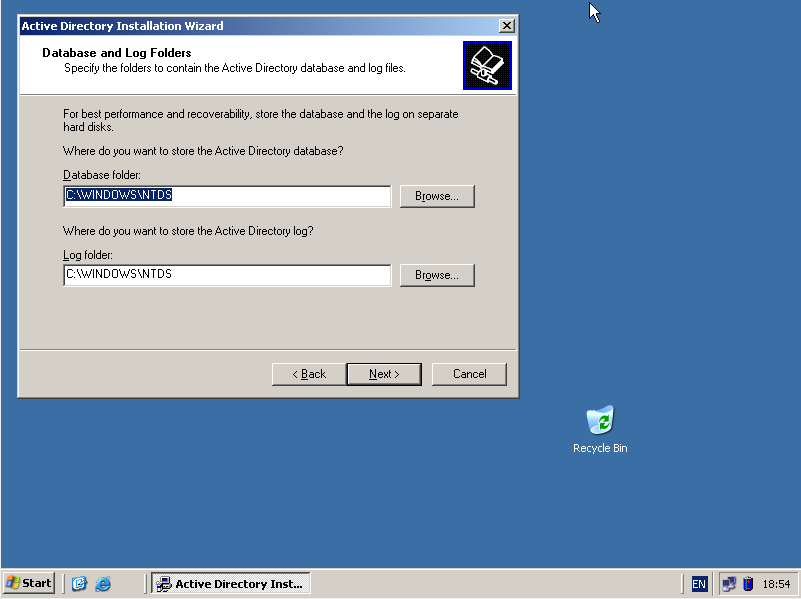 Active Directory Installation Wizard
Database and Log Folders
Specify the folders to contain the Active Directory database and log files.
For best performance and recoverability, store the database and the log on separate
hard disks.
Where do you want to store the Active Directory database?
Database folder:
C:\WINDOWS\NTDS
Browse...
Where do you want to store the Active Directory log?
Log folder:
C:\WINDOWS\NTDS
Browse...
< Back
Next >
Cancel
Recycle Bin
Start
Active Directory Inst...
EN
18:54